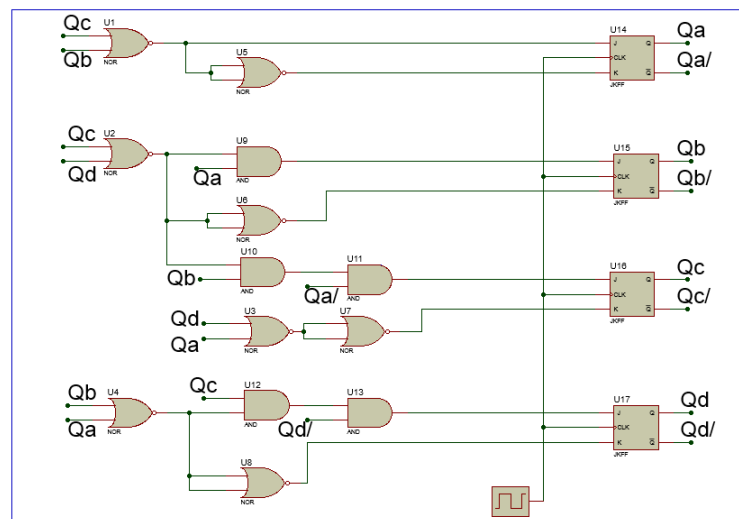 U1
Qc
Qb
NOR
U5
NOR
U14
J
Q
CLK
K
Q
JKFF
Qa
Qa/
U2
Qc
Qd
NOR
U9
Qa
AND
U6
NOR
U15
J
Q
CLK
K
Q
JKFF
Qb
Qb/
U10
Qb
AND
U11
Qa/
AND
U16
J
Q
CLK
K
Q
JKFF
Qc
Qc/
U3
Qd
Qa
NOR
U7
NOR
U4
Qb
Qa
NOR
U12
Qc
AND
U13
Qd/
AND
U17
J
Q
CLK
K
Q
JKFF
Qd
Qd/
U8
NOR